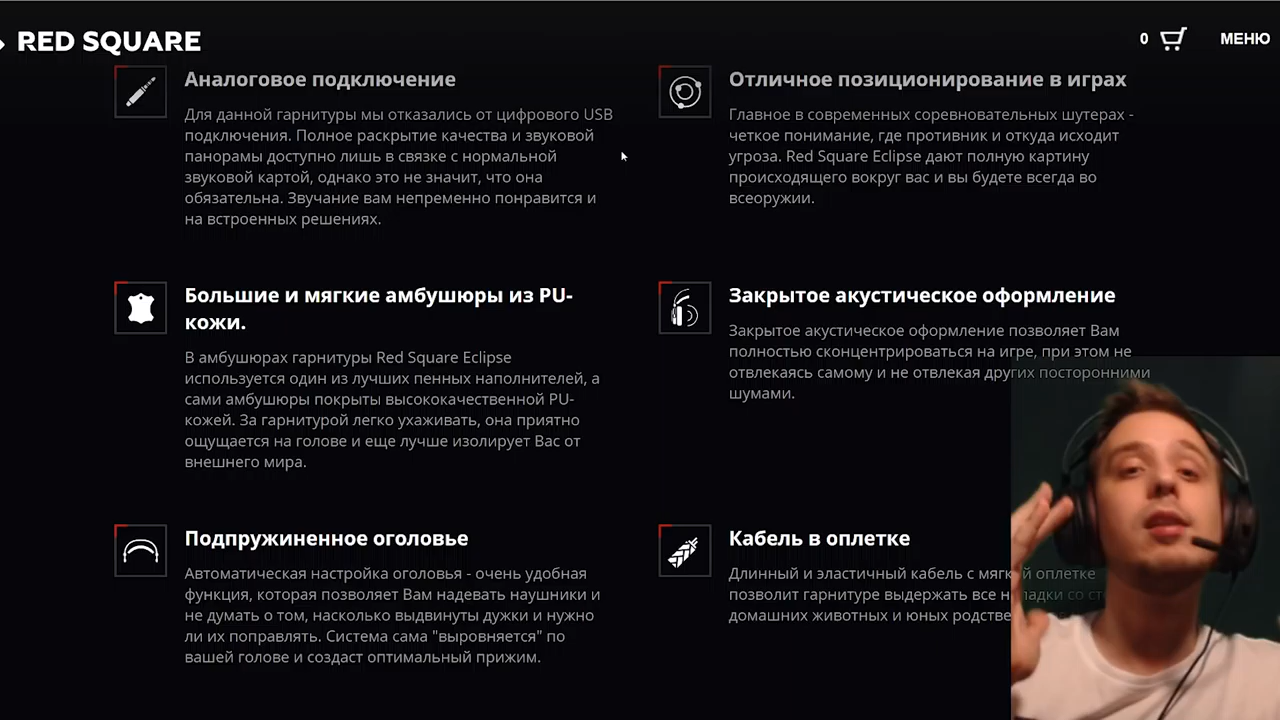 RED SQUARE
0
МЕНЮ
Аналоговое подключение
Для данной гарнитуры мы отказались от цифрового USB
подключения. Полное раскрытие качества и звуковой
панорамы доступно лишь в связке с нормальной
звуковой картой, однако это не значит, что она
обязательна. Звучание вам непременно понравится и
на встроенных решениях.
Отличное позиционирование в играх
Главное в современных соревновательных шутерах -
четкое понимание, где противник и откуда исходит
угроза. Red Square Eclipse дают полную картину
происходящего вокруг вас и вы будете всегда во
всеоружии.
Большие и мягкие амбушюры из PU-
кожи.
В амбушюрах гарнитуры Red Square Eclipse
используется один из лучших пенных наполнителей, а
сами амбушюры покрыты высококачественной PU-
кожей. За гарнитурой легко ухаживать, она приятно
ощущается на голове и еще лучше изолирует Вас от
внешнего мира.
Закрытое акустическое оформление
Закрытое акустическое оформление позволяет Вам
полностью сконцентрироваться на игре, при этом не
отвлекаясь самому и не отвлекая других посторонними
шумами.
Подпружиненное оголовье
Автоматическая настройка оголовья - очень удобная
функция, которая позволяет Вам надевать наушники и
не думать о том, насколько выдвинуты дужки и нужно
ли их поправлять. Система сама "выровняется" по
вашей голове и создаст оптимальный прижим.
Кабель в оплетке
Длинный и эластичный кабель с мягкой оплетке
позволит гарнитуре выдержать все со
домашних животных и юных